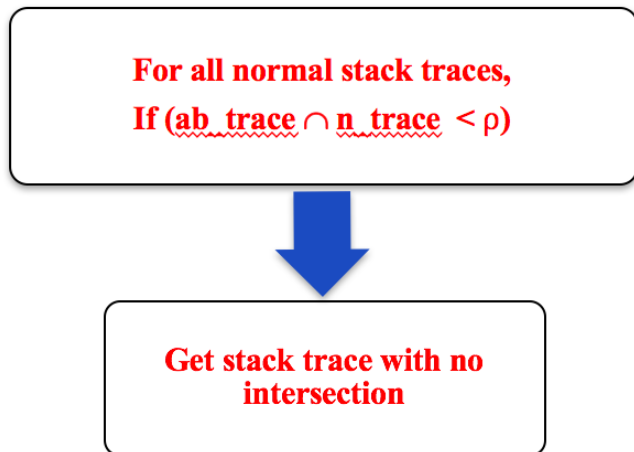 For all normal stack traces,
If (ab_trace ∩ n_trace < ρ)
Get stack trace with no
intersection